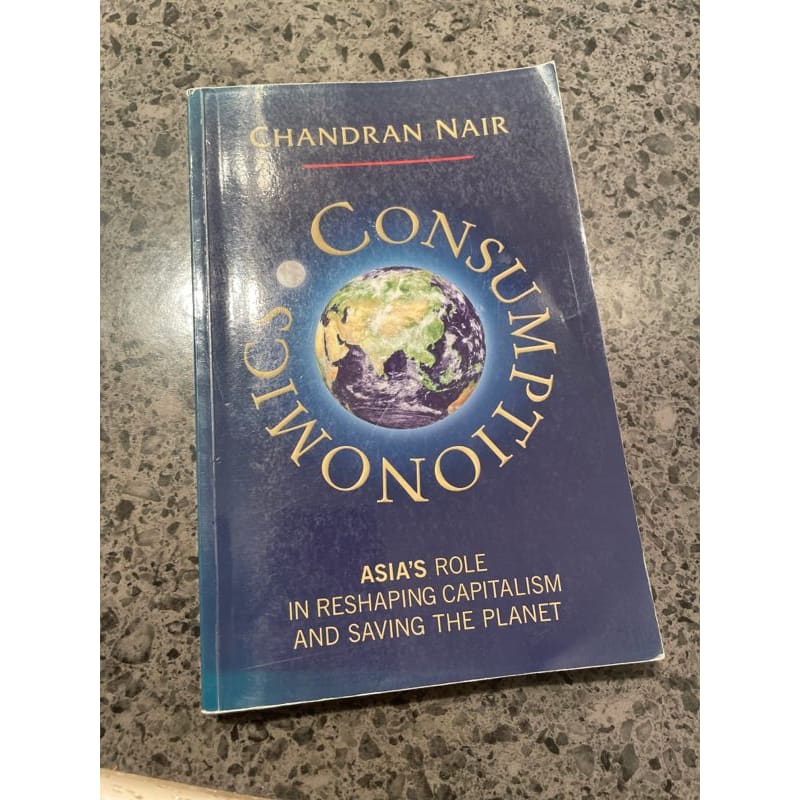 CHANDRAN NAIR
CONSUMPTIONOMICS
ASIA'S ROLE
IN RESHAPING CAPITALISM
AND SAVING THE PLANET